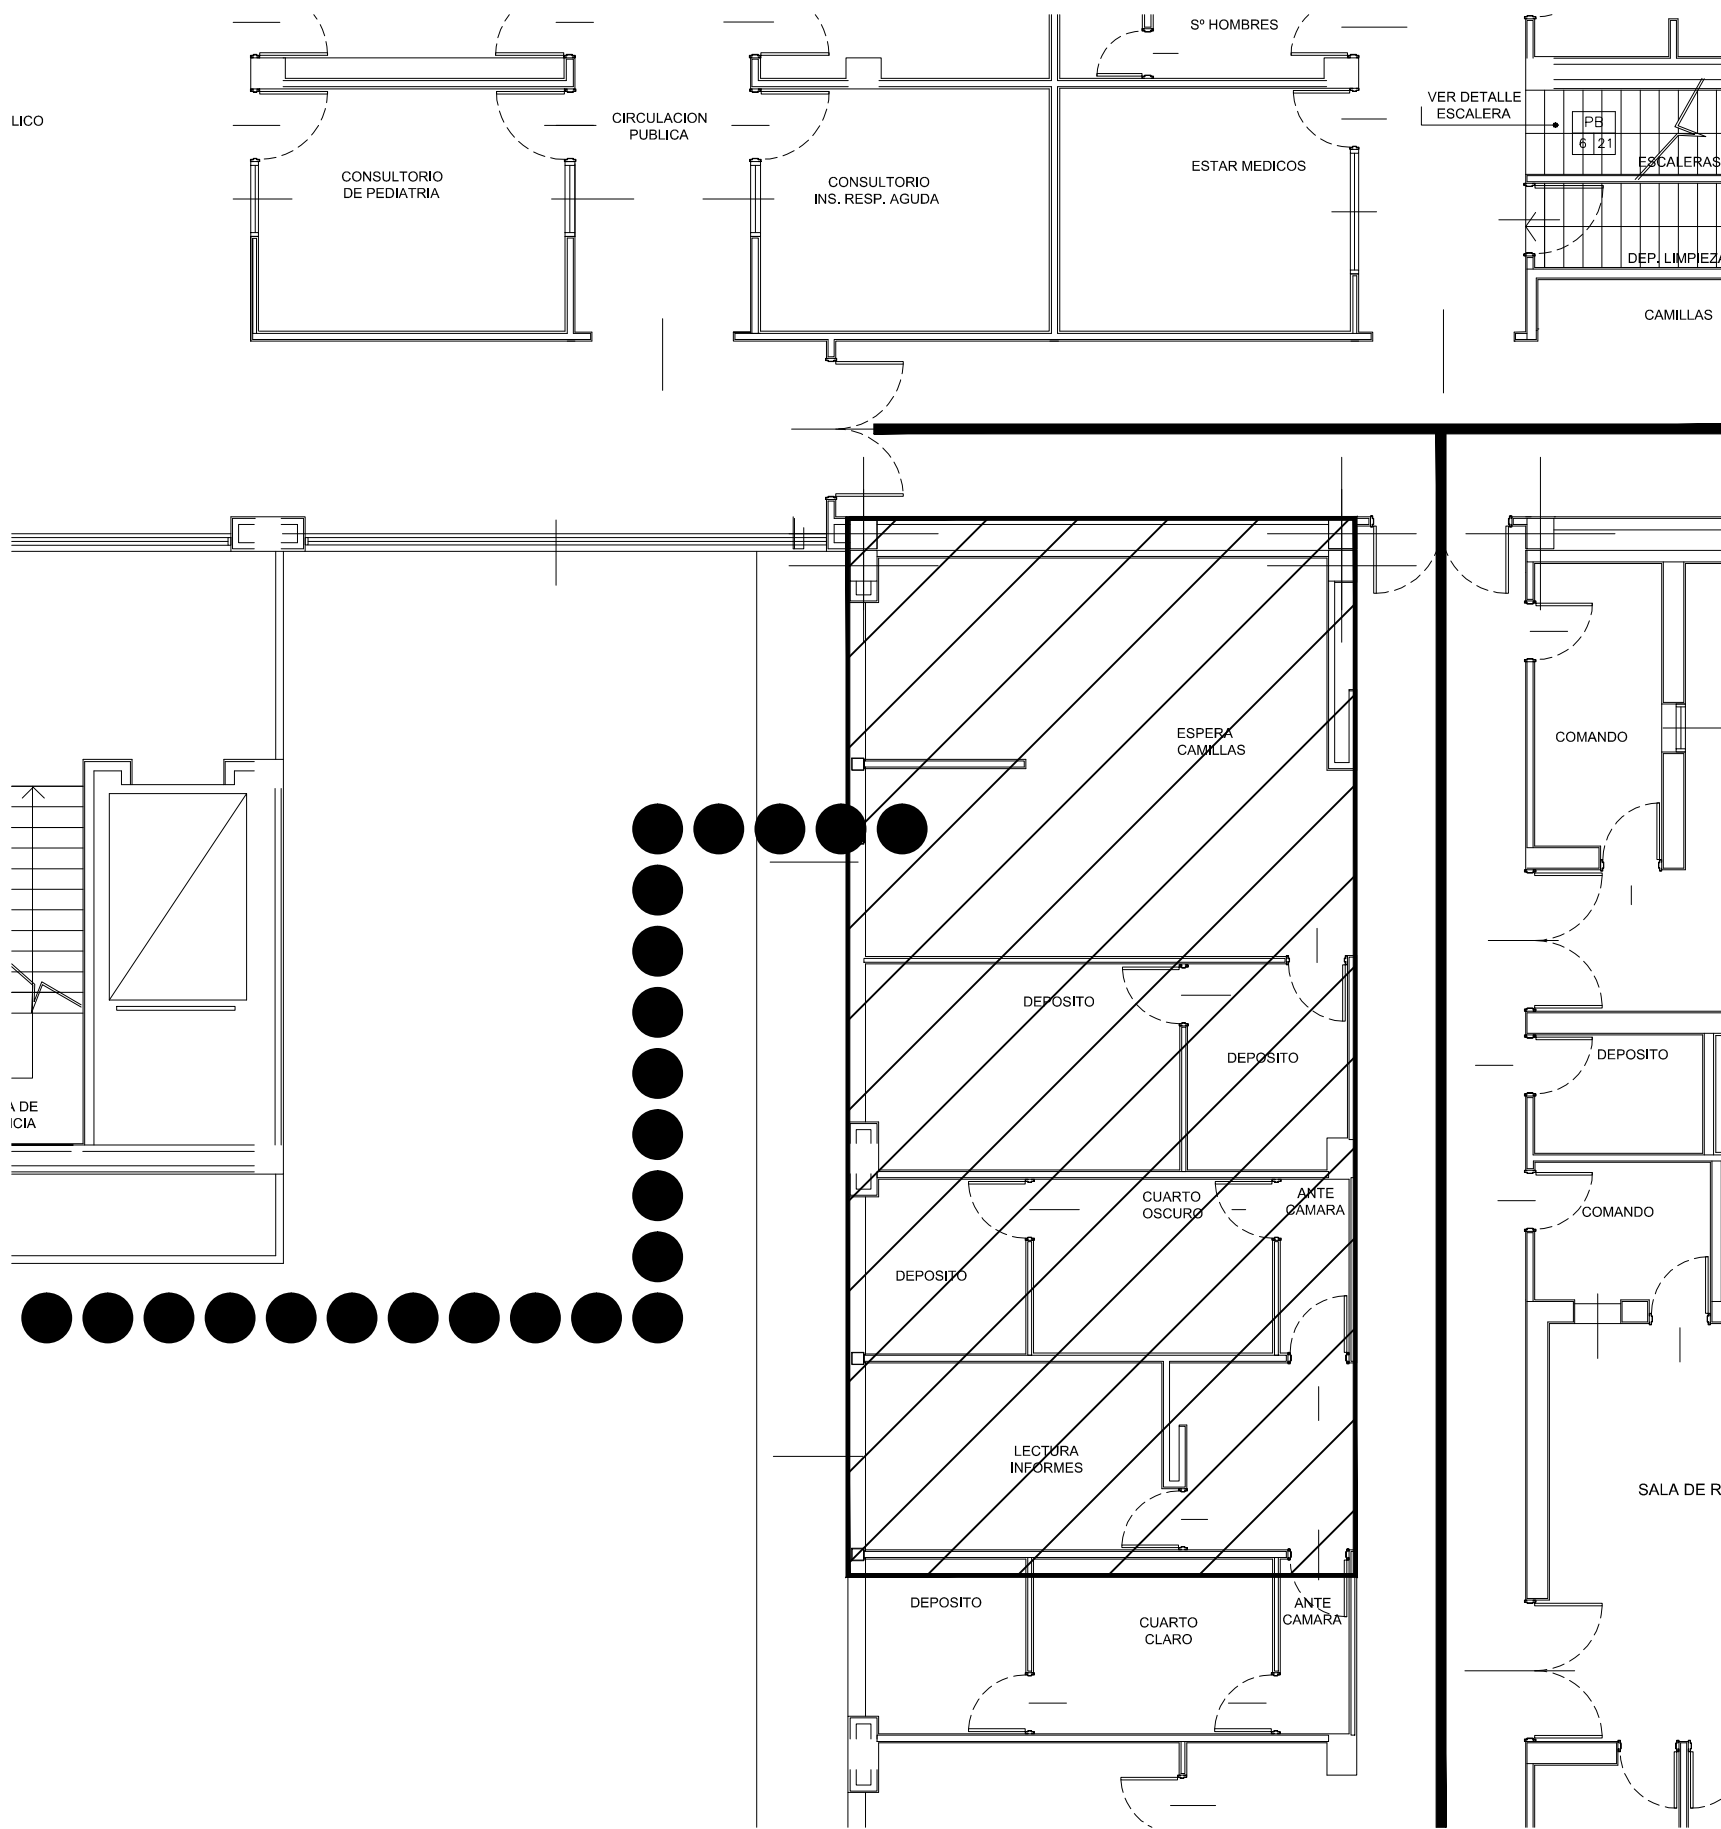 Sº HOMBRES
VER DETALLE
ESCALERA
LICO
CIRCULACION
PUBLICA
PB
6 21
ESCALERAS
CONSULTORIO
DE PEDIATRIA
CONSULTORIO
INS. RESP. AGUDA
ESTAR MEDICOS
DEP. LIMPIEZA
CAMILLAS
ESPERA
CAMILLAS
COMANDO
DEPOSITO
DEPOSITO
DEPOSITO
A DE
NCIA
CUARTO
OSCURO
ANTE
CAMARA
COMANDO
DEPOSITO
LECTURA
INFORMES
SALA DE R
DEPOSITO
CUARTO
CLARO
ANTE
CAMARA